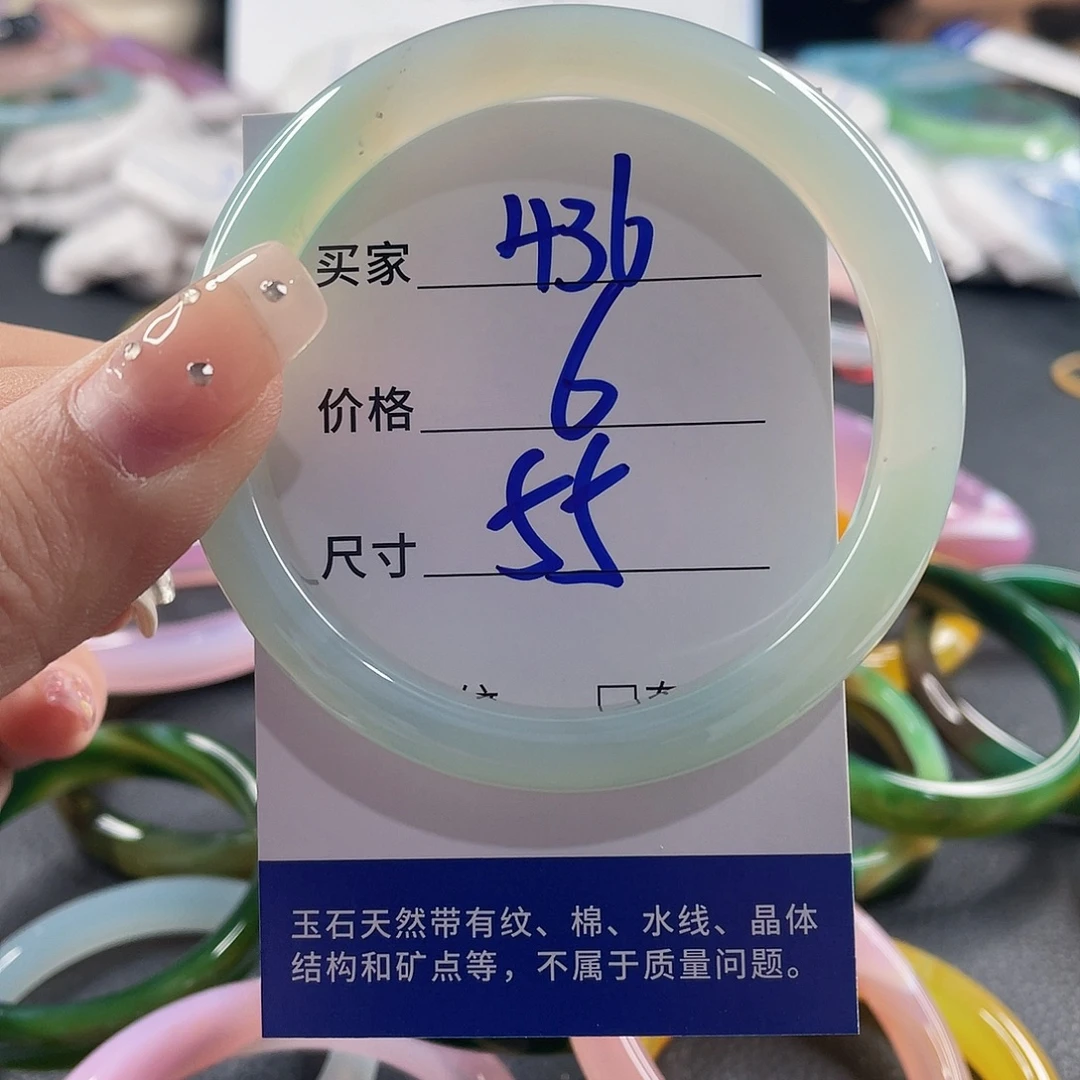 买家 436
价格 6
尺寸 55
玉石天然带有纹、棉、水线、晶体
结构和矿点等，不属于质量问题。